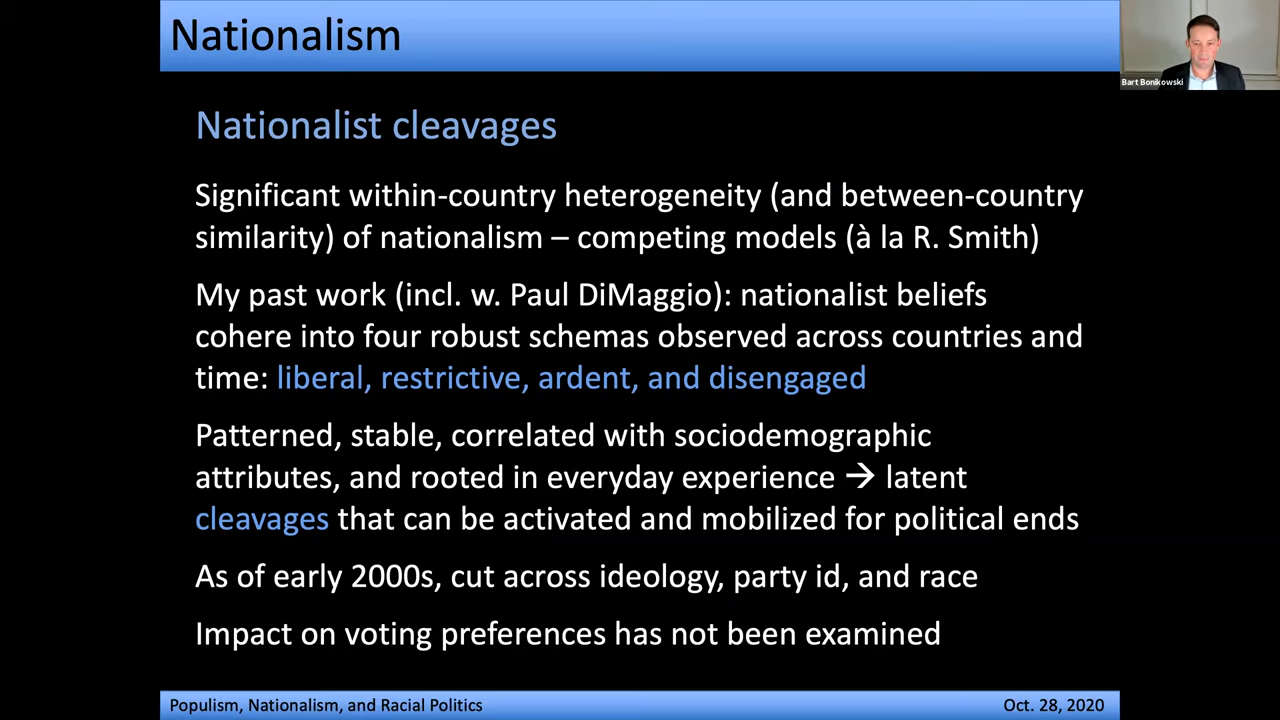 Nationalism
Bart Bonikowski
Nationalist cleavages
Significant within-country heterogeneity (and between-country
similarity) of nationalism – competing models (à la R. Smith)
My past work (incl. w. Paul DiMaggio): nationalist beliefs
cohere into four robust schemas observed across countries and
time: liberal, restrictive, ardent, and disengaged
Patterned, stable, correlated with sociodemographic
attributes, and rooted in everyday experience → latent
cleavages that can be activated and mobilized for political ends
As of early 2000s, cut across ideology, party id, and race
Impact on voting preferences has not been examined
Populism, Nationalism, and Racial Politics
Oct. 28, 2020